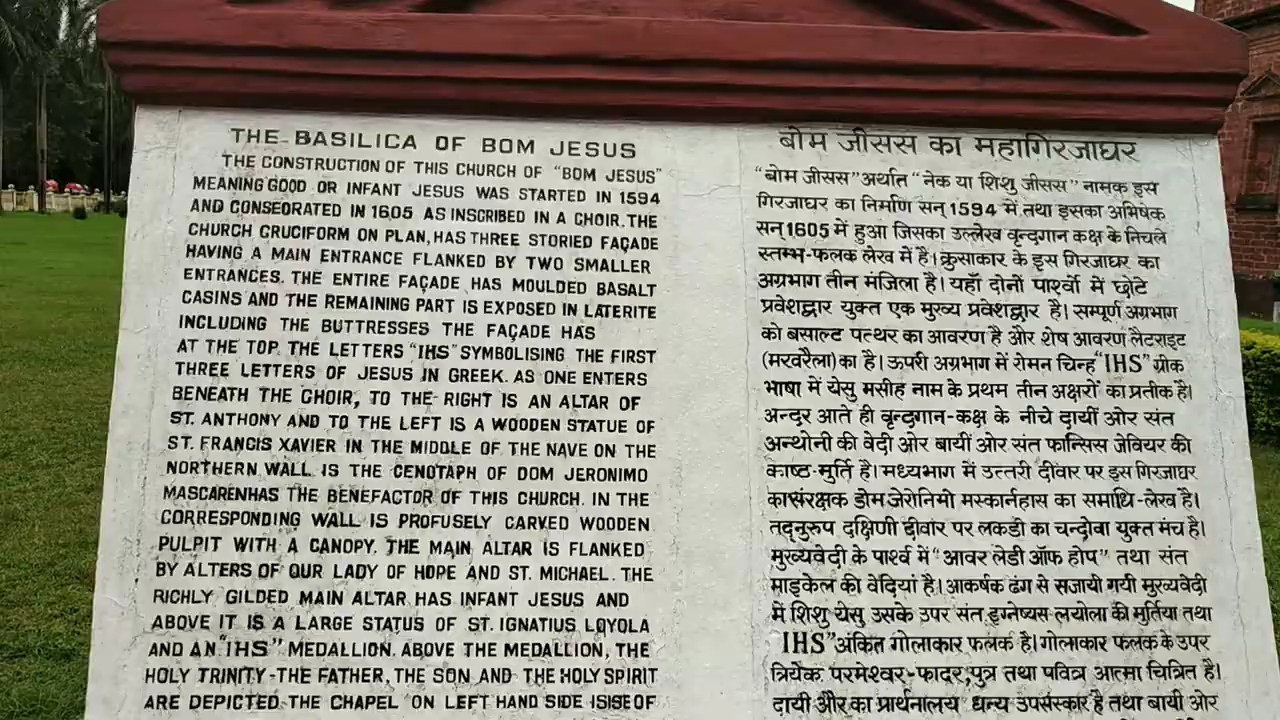 THE BASILICA OF BOM JESUS
THE CONSTRUCTION OF THIS CHURCH OF "BOM JESUS"
MEANING GOOD OR INFANT JESUS WAS STARTED IN 1594
AND CONSEORATED IN 1605 AS INSCRIBED IN A CHOIR. THE
CHURCH CRUCIFORM ON PLAN, HAS THREE STORIED FAÇADE
HAVING A MAIN ENTRANCE FLANKED BY TWO SMALLER
ENTRANCES. THE ENTIRE FAÇADE HAS MOULDED BASALT
CASINS AND THE REMAINING PART IS EXPOSED IN LATERITE
INCLUDING THE BUTTRESSES THE FAÇADE HAS
AT THE TOP THE LETTERS "IHS" SYMBOLISING THE FIRST
THREE LETTERS OF JESUS IN GREEK. AS ONE ENTERS
BENEATH THE CHOIR, TO THE RIGHT IS AN ALTAR OF
ST. ANTHONY AND TO THE LEFT IS A WOODEN STATUE OF
ST. FRANCIS XAVIER IN THE MIDDLE OF THE NAVE ON THE
NORTHERN WALL IS THE CENOTAPH OF DOM JERONIMO
MASCARENHAS THE BENEFACTOR OF THIS CHURCH. IN THE
CORRESPONDING WALL IS PROFUSELY CARVED WOODEN
PULPIT WITH A CANOPY. THE MAIN ALTAR IS FLANKED
BY ALTERS OF OUR LADY OF HOPE AND ST. MICHAEL. THE
RICHLY GILDED MAIN ALTAR HAS INFANT JESUS AND
ABOVE IT IS A LARGE STATUS OF ST. IGNATIUS LOYOLA
AND AN "IHS" MEDALLION. ABOVE THE MEDALLION, THE
HOLY TRINITY-THE FATHER, THE SON AND THE HOLY SPIRIT
ARE DEPICTED. THE CHAPEL ON LEFT HAND SIDE ISISE OF
बोम जीसस का महागिरजाघर
"बोम जीसस" अर्थात "नेक या शिशु जीसस" नामक इस
गिरजाघर का निर्माण सन् 1594 में तथा इसका अभिषेक
सन् 1605 में हुआ जिसका उल्लेख वृन्दगान कक्ष के निचले
स्तम्भ-फलक लेख में है। क्रुसाकार के इस गिरजाघर का
अग्रभाग तीन मंजिला है। यहाँ दोनों पार्श्वो में छोटे
प्रवेशद्वार युक्त एक मुख्य प्रवेशद्वार है। सम्पूर्ण अग्रभाग
को बसाल्ट पत्थर का आवरण है और शेष आवरण लैटराइट
(मरवरैला) का है। ऊपरी अग्रभाग में रोमन चिन्ह "IHS" ग्रीक
भाषा में येसु मसीह नाम के प्रथम तीन अक्षरों का प्रतीक है।
अन्दर आते ही वृन्दगान-कक्ष के नीचे दायीं ओर संत
अन्थोनी की वेदी ओर बायीं ओर संत फान्सिस जेवियर की
काष्ठ-मुर्ति है। मध्यभाग में उत्तरी दीवार पर इस गिरजाघर
का संरक्षक डोम जेरोनिमो मस्कार्नहास का समाधि-लेख है।
तद्नुरुप दक्षिणी दीवार पर लकडी का चन्दोवा युक्त मंच है।
मुख्यवेदी के पार्श्व में "आवर लेडी ऑफ होप" तथा संत
माइकेल की वेदियां है। आकर्षक ढंग से सजायी गयी मुख्यवेदी
में शिशु येसु उसके उपर संत इग्नेष्यस लयोला की मुर्तिया तथा
IHS" अंकित गोलाकार फलक है। गोलाकार फलक के उपर
त्रियेक परमेश्वर-फादर, पुत्र तथा पवित्र आत्मा चित्रित है।
दायी और का प्रार्थनालय धन्य उपसंस्कार है तथा बायी ओर